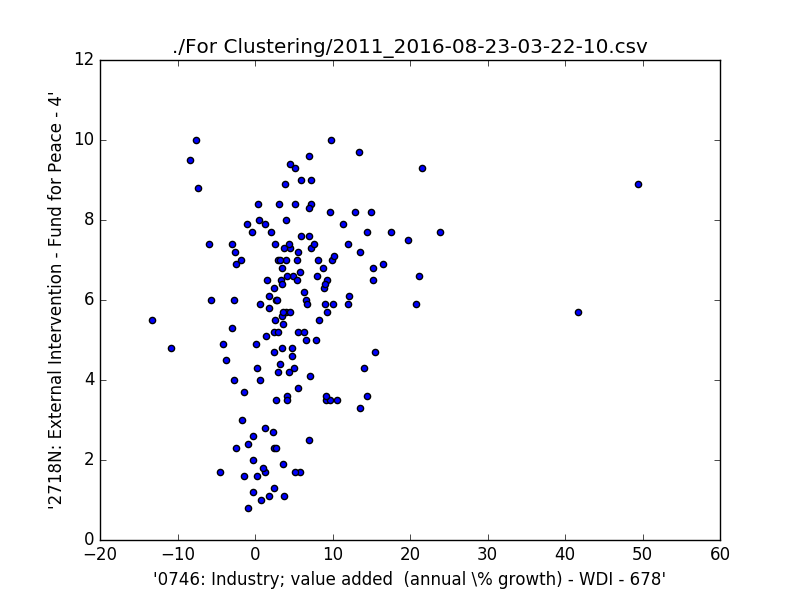 ./For Clustering/2011_2016-08-23-03-22-10.csv
'2718N: External Intervention - Fund for Peace - 4'
12
10
8
6
4
2
0
−20 −10 0 10 20 30 40 50 60
'0746: Industry; value added  (annual \% growth) - WDI - 678'